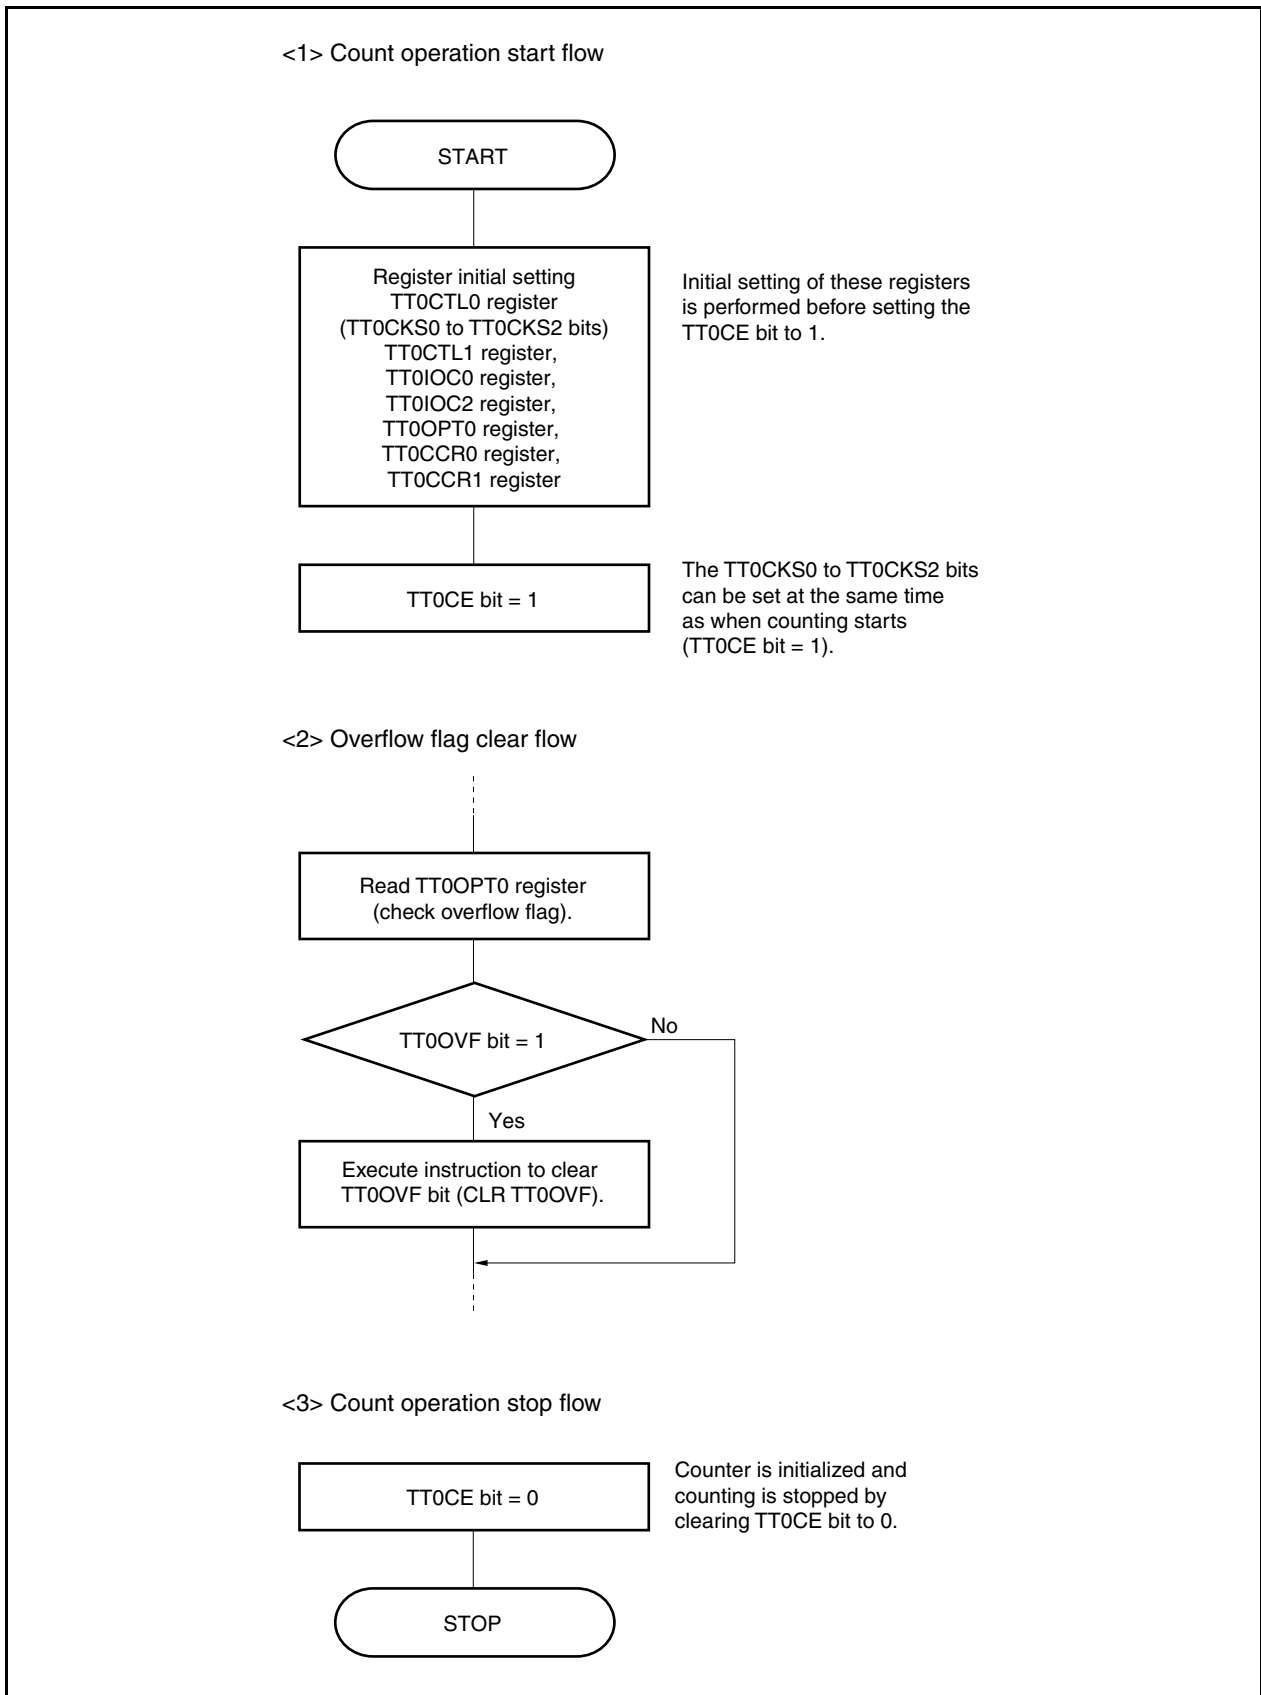 <1> Count operation start flow
START
Register initial setting
TT0CTL0 register
(TT0CKS0 to TT0CKS2 bits)
TT0CTL1 register,
TT0IOC0 register,
TT0IOC2 register,
TT0OPT0 register,
TT0CCR0 register,
TT0CCR1 register
Initial setting of these registers
is performed before setting the
TT0CE bit to 1.
TT0CE bit = 1
The TT0CKS0 to TT0CKS2 bits
can be set at the same time
as when counting starts
(TT0CE bit = 1).
<2> Overflow flag clear flow
Read TT0OPT0 register
(check overflow flag).
TT0OVF bit = 1
No
Yes
Execute instruction to clear
TT0OVF bit (CLR TT0OVF).
<3> Count operation stop flow
TT0CE bit = 0
Counter is initialized and
counting is stopped by
clearing TT0CE bit to 0.
STOP